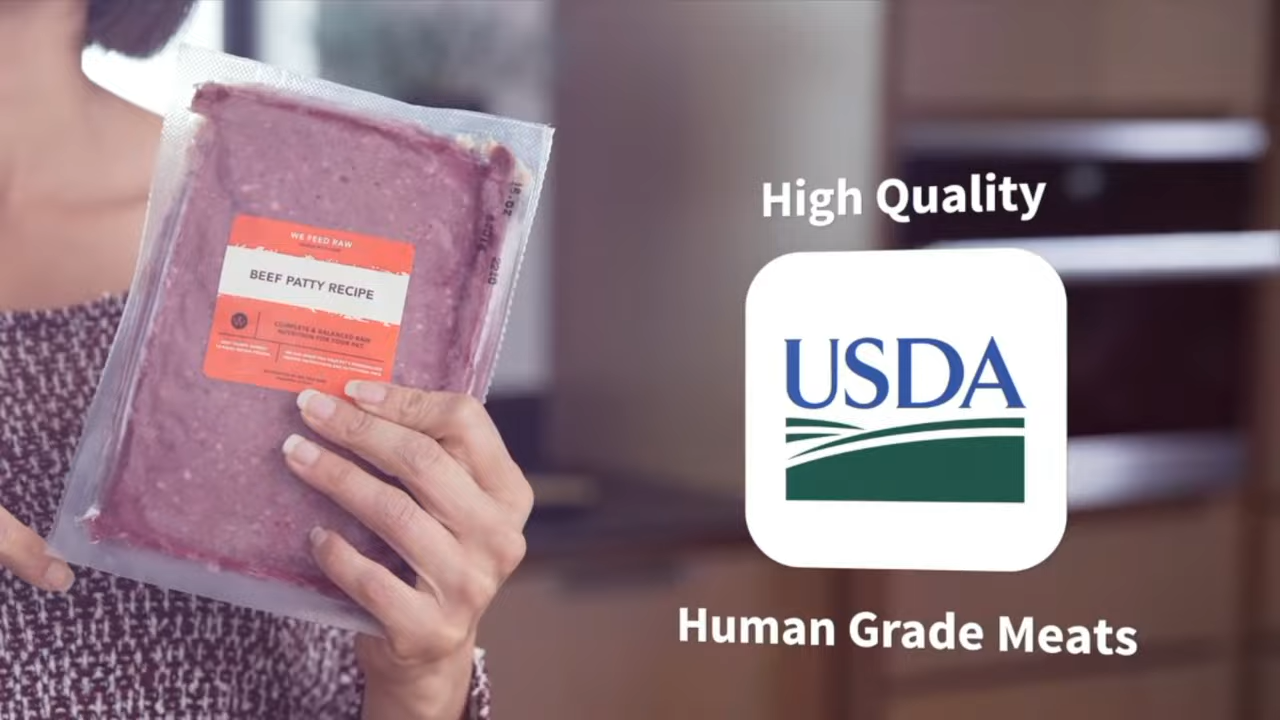 WE FEED RAW
BEEF PATTY RECIPE
COMPLETE & BALANCED RAW
NUTRITION FOR YOUR PET
High Quality
USDA
Human Grade Meats